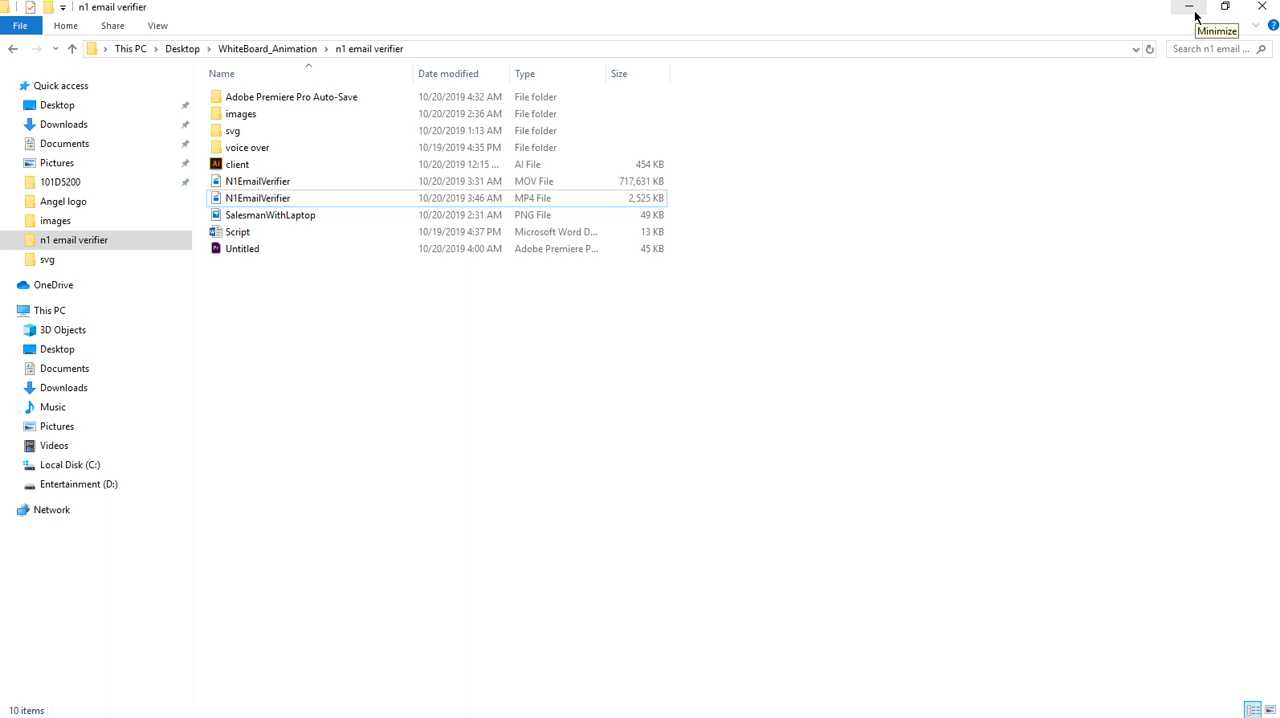 n1 email verifier
Minimize
File Home Share View
This PC Desktop WhiteBoard_Animation n1 email verifier
Search n1 email ...
Name Date modified Type Size
Quick access
Desktop
Downloads
Documents
Pictures
101D5200
Angel logo
images
n1 email verifier
svg
OneDrive
This PC
3D Objects
Desktop
Documents
Downloads
Music
Pictures
Videos
Local Disk (C:)
Entertainment (D:)
Network
Adobe Premiere Pro Auto-Save 10/20/2019 4:32 AM File folder
images 10/20/2019 2:36 AM File folder
svg 10/20/2019 1:13 AM File folder
voice over 10/19/2019 4:35 PM File folder
Ai client 10/20/2019 12:15 ... AI File 454 KB
N1EmailVerifier 10/20/2019 3:31 AM MOV File 717,631 KB
N1EmailVerifier 10/20/2019 3:46 AM MP4 File 2,525 KB
SalesmanWithLaptop 10/20/2019 2:31 AM PNG File 49 KB
Script 10/19/2019 4:37 PM Microsoft Word D... 13 KB
Pr Untitled 10/20/2019 4:00 AM Adobe Premiere P... 45 KB
10 items